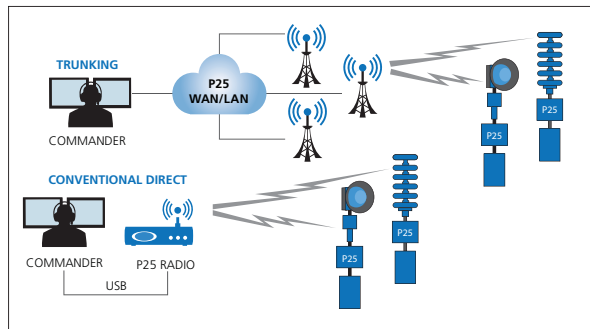 TRUNKING
P25
WAN/LAN
COMMANDER
P25
P25
CONVENTIONAL DIRECT
COMMANDER
P25 RADIO
USB
P25
P25